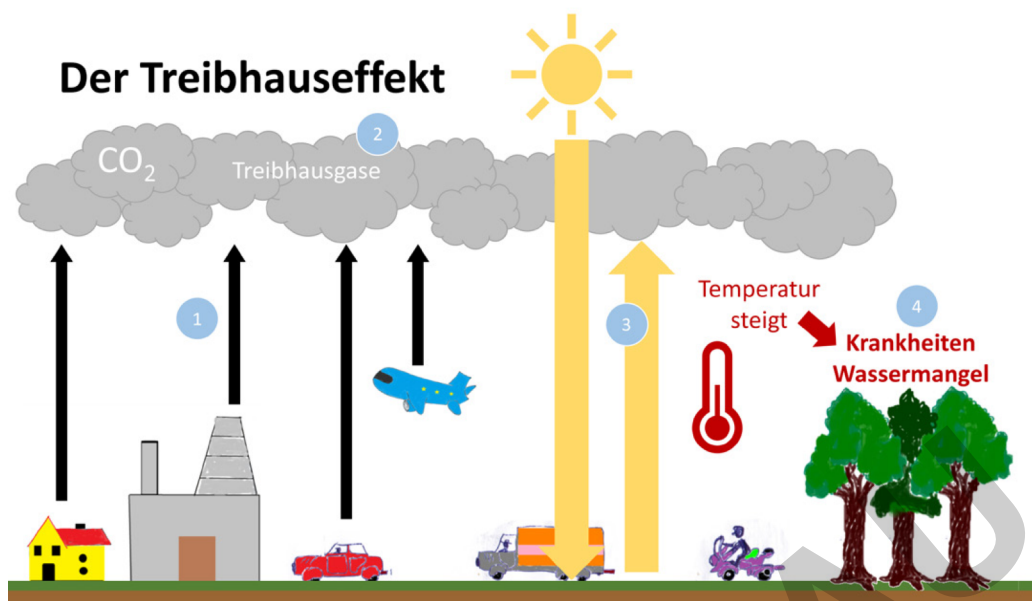 Der Treibhauseffekt
2
CO₂
Treibhausgase
1
3
Temperatur
steigt
4
Krankheiten
Wassermangel